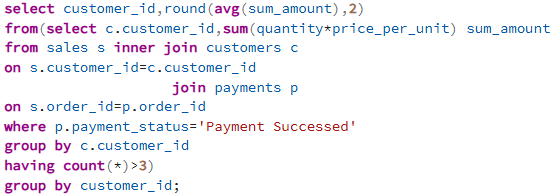 select customer_id,round(avg(sum_amount),2)
from(select c.customer_id,sum(quantity*price_per_unit) sum_amount
from sales s inner join customers c
on s.customer_id=c.customer_id
join payments p
on s.order_id=p.order_id
where p.payment_status='Payment Successed'
group by c.customer_id
having count(*)>3)
group by customer_id;